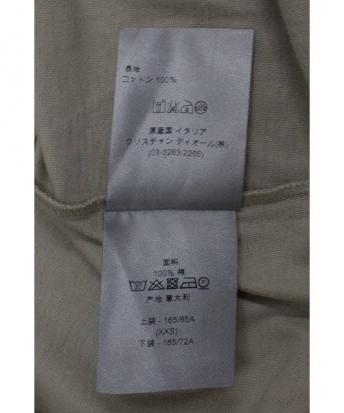 表地
コットン 100%
原産国 イタリア
クリスチャン ディオール(株)
(03-3263-2266)
面料
100% 棉
产地 意大利
上装 - 165/85A
(XXS)
下装 - 165/72A